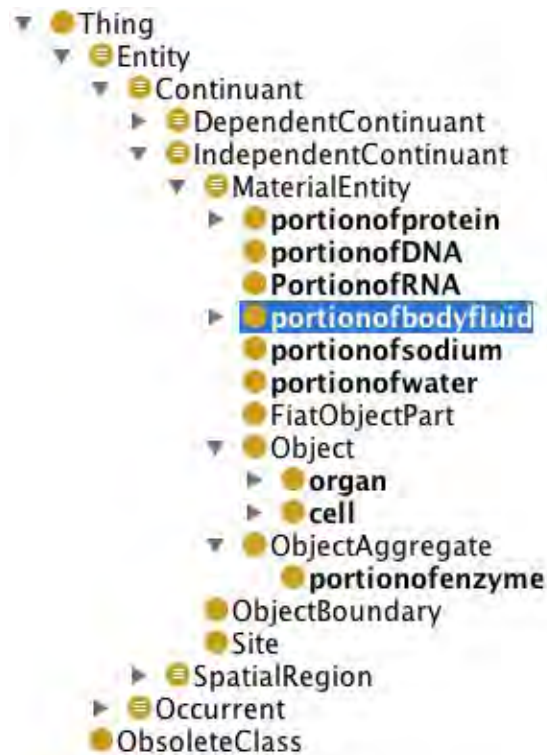 Thing
Entity
Continuant
DependentContinuant
IndependentContinuant
MaterialEntity
portionofprotein
portionofDNA
PortionofRNA
portionofbodyfluid
portionofsodium
portionofwater
FiatObjectPart
Object
organ
cell
ObjectAggregate
portionofenzyme
ObjectBoundary
Site
SpatialRegion
Occurrent
ObsoleteClass